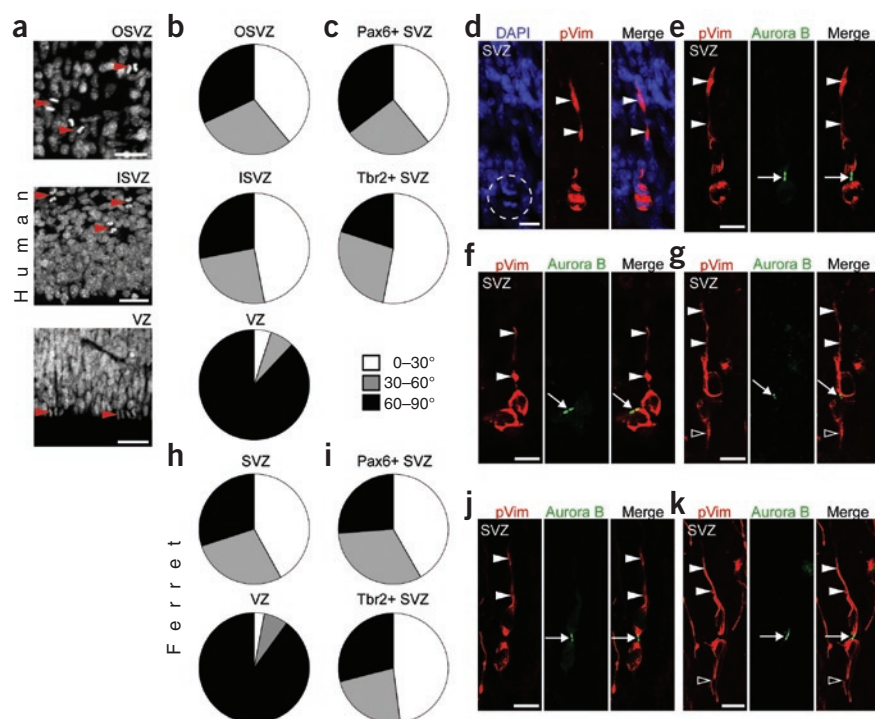 a
b
c
d
e
OSVZ
OSVZ
Pax6+ SVZ
DAPI
pVim
Merge
pVim
Aurora B
Merge
SVZ
SVZ
ISVZ
ISVZ
Tbr2+ SVZ
Human
f
g
pVim
Aurora B
Merge
pVim
Aurora B
Merge
SVZ
SVZ
VZ
VZ
0–30°
30–60°
60–90°
h
i
SVZ
Pax6+ SVZ
Ferret
j
k
pVim
Aurora B
Merge
pVim
Aurora B
Merge
SVZ
SVZ
VZ
Tbr2+ SVZ